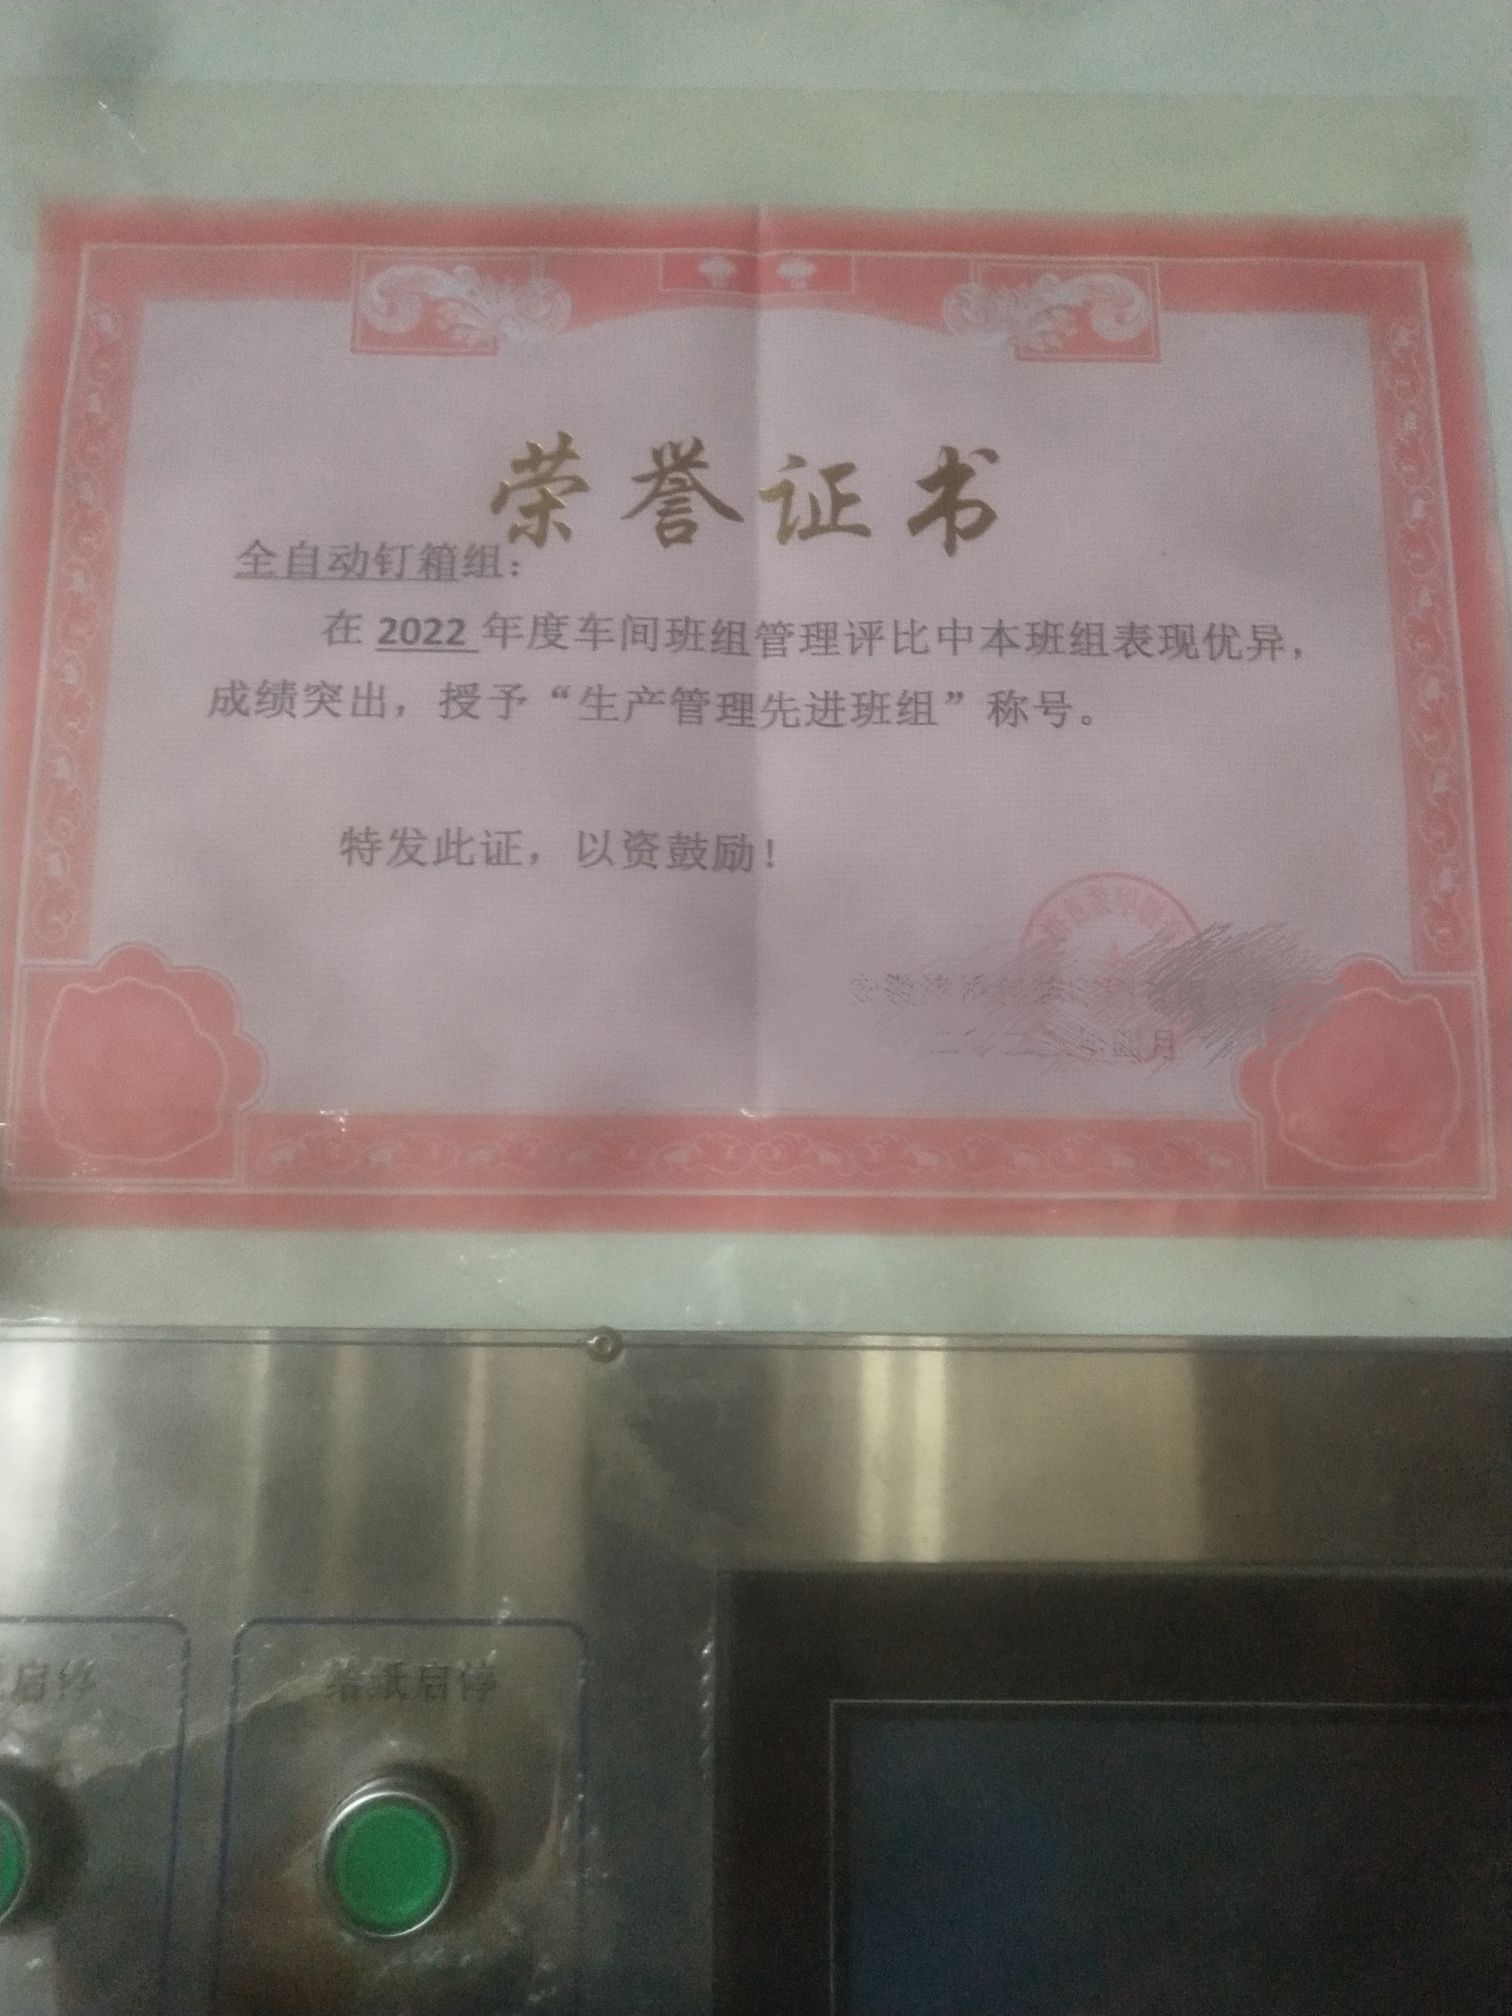 荣誉证书
全自动钉箱组：
在 2022 年度车间班组管理评比中本班组表现优异，
成绩突出，授予“生产管理先进班组”称号。
特发此证，以资鼓励！
启停
给纸启停